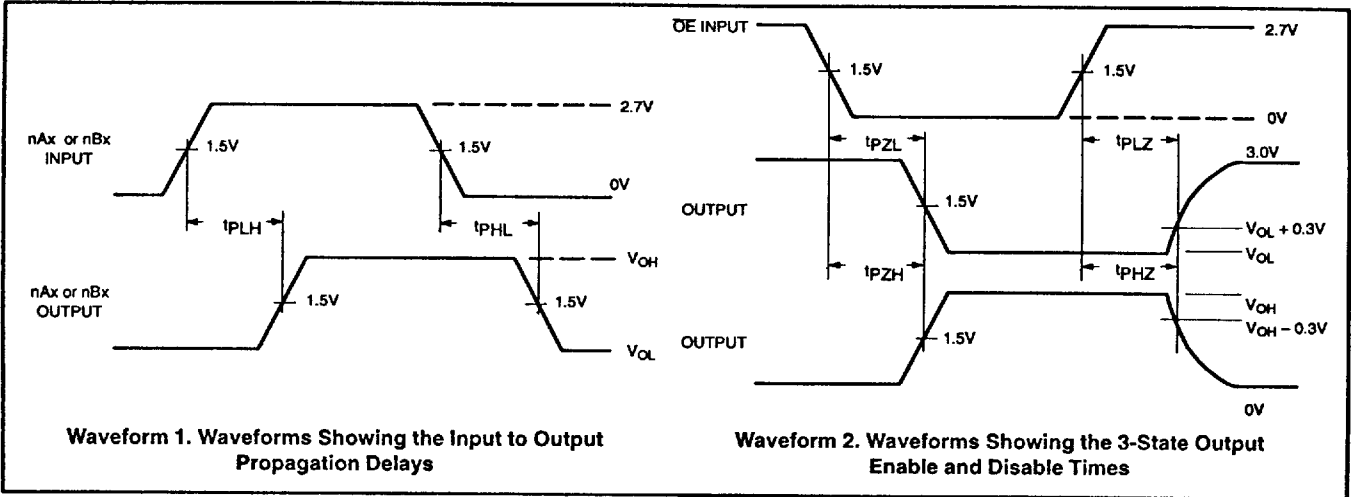 nAx or nBx
INPUT
1.5V
1.5V
2.7V
0V
tPLH
tPHL
nAx or nBx
OUTPUT
1.5V
1.5V
VOH
VOL
Waveform 1. Waveforms Showing the Input to Output
Propagation Delays
OE INPUT
1.5V
1.5V
2.7V
0V
tPZL
tPLZ
3.0V
OUTPUT
1.5V
VOL + 0.3V
VOL
tPZH
tPHZ
VOH
VOH – 0.3V
OUTPUT
1.5V
0V
Waveform 2. Waveforms Showing the 3-State Output
Enable and Disable Times